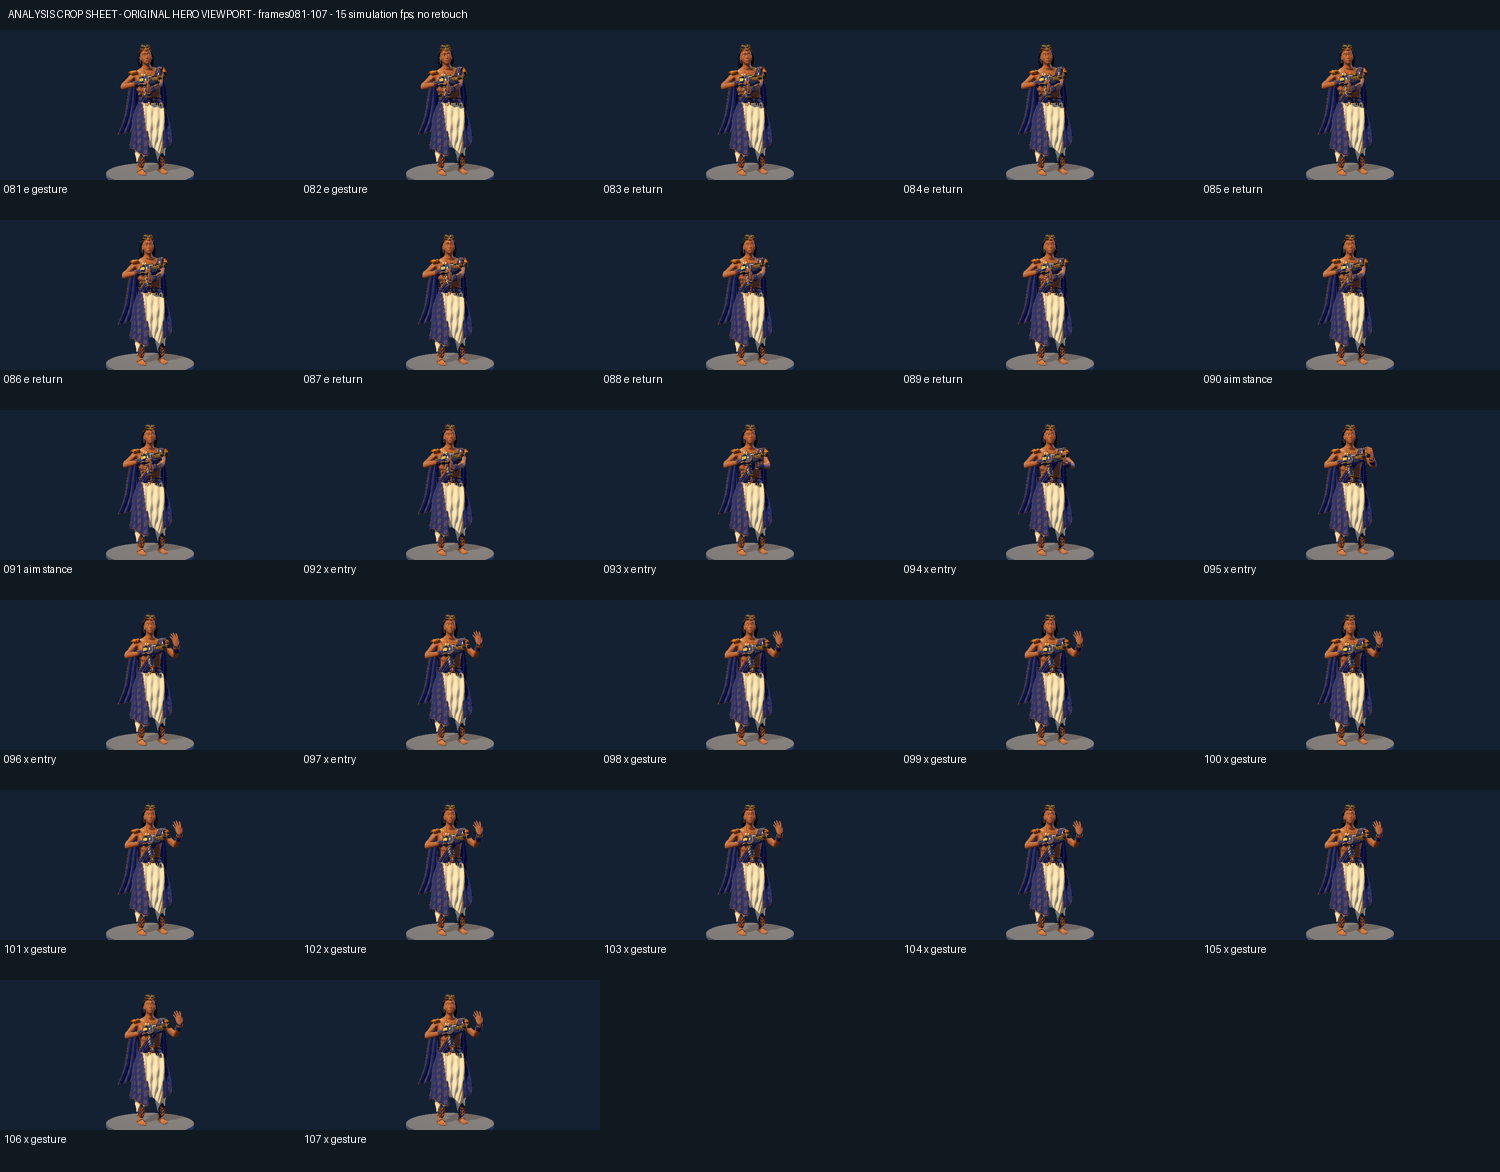 ANALYSIS CROP SHEET - ORIGINAL HERO VIEWPORT - frames081-107 - 15 simulation fps; no retouch
081 e gesture
082 e gesture
083 e return
084 e return
085 e return
086 e return
087 e return
088 e return
089 e return
090 aim stance
091 aim stance
092 x entry
093 x entry
094 x entry
095 x entry
096 x entry
097 x entry
098 x gesture
099 x gesture
100 x gesture
101 x gesture
102 x gesture
103 x gesture
104 x gesture
105 x gesture
106 x gesture
107 x gesture